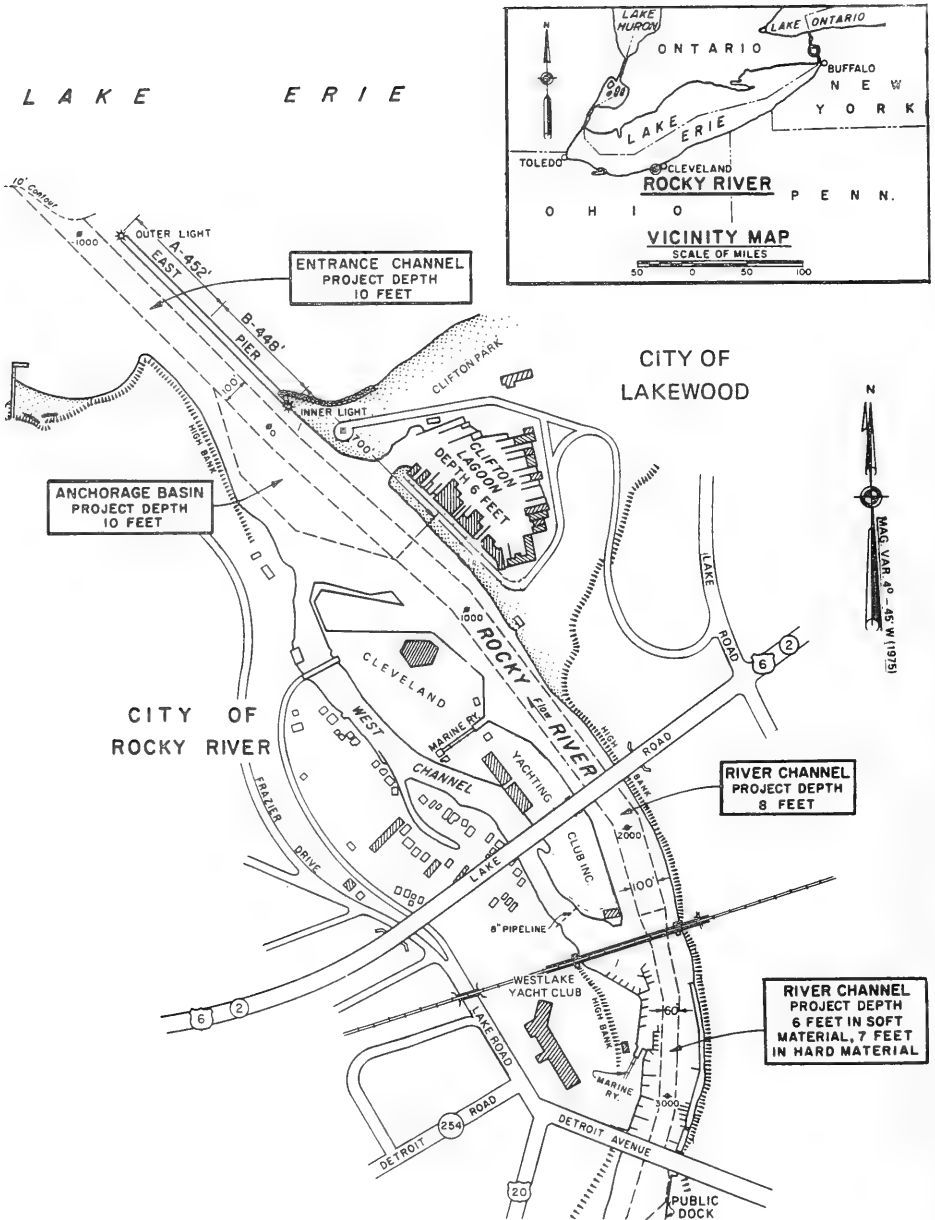 LAKE ERIE
LAKE
HURON
N
ONTARIO
LAKE ONTARIO
BUFFALO
NEW
YORK
LAKE
ERIE
TOLEDO
CLEVELAND
ROCKY RIVER
PENN.
OHIO
VICINITY MAP
SCALE OF MILES
50 0 50 100
10' Contour
1000
OUTER LIGHT
A-452'
EAST
B-448'
PIER
ENTRANCE CHANNEL
PROJECT DEPTH
10 FEET
CITY OF
LAKEWOOD
CLIFTON PARK
100'
INNER LIGHT
0
700'
HIGH
BANK
CLIFTON
LAGOON
DEPTH 6 FEET
N
MAG. VAR. 4° - 45' W (1975)
ANCHORAGE BASIN
PROJECT DEPTH
10 FEET
1000
ROCKY
RIVER
Flow
LAKE
ROAD
6
2
CLEVELAND
WEST
CHANNEL
MARINE RY.
YACHTING
CLUB INC.
CITY OF
ROCKY RIVER
FRAZIER
DRIVE
HIGH
BANK
LAKE
ROAD
RIVER CHANNEL
PROJECT DEPTH
8 FEET
2000
100'
8" PIPELINE
6
2
WESTLAKE
YACHT CLUB
HIGH BANK
LAKE ROAD
60'
RIVER CHANNEL
PROJECT DEPTH
6 FEET IN SOFT
MATERIAL, 7 FEET
IN HARD MATERIAL
MARINE
RY.
3000
DETROIT
254
ROAD
DETROIT AVENUE
20
PUBLIC
DOCK